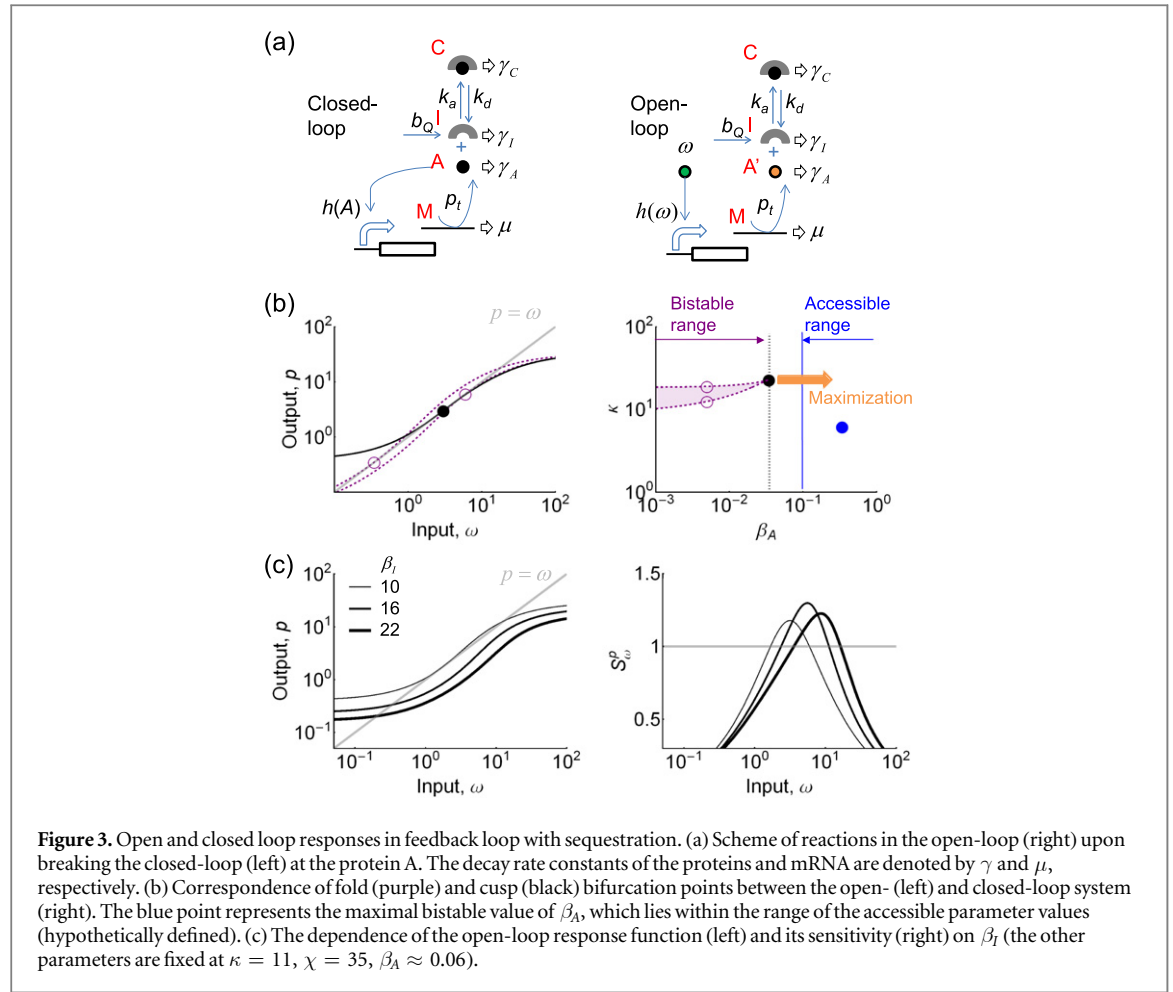 (a)
C
γ_C
k_a
k_d
Closed-
loop
b_Q
I
γ_I
+
A
γ_A
h(A)
M
p_t
μ
C
γ_C
k_a
k_d
Open-
loop
b_Q
I
γ_I
ω
+
A'
γ_A
h(ω)
M
p_t
μ
(b)
Output, p
10^2
10^1
10^0
10^0
10^1
10^2
Input, ω
p = ω
Bistable
range
Accessible
range
Maximization
κ
10^2
10^1
10^0
10^-3
10^-2
10^-1
10^0
β_A
(c)
Output, p
10^2
10^1
10^0
10^-1
β_I
10
16
22
p = ω
10^-1
10^0
10^1
10^2
Input, ω
S^p_ω
1.5
1
0.5
10^-1
10^0
10^1
10^2
Input, ω
Figure 3. Open and closed loop responses in feedback loop with sequestration. (a) Scheme of reactions in the open-loop (right) upon
breaking the closed-loop (left) at the protein A. The decay rate constants of the proteins and mRNA are denoted by γ and μ,
respectively. (b) Correspondence of fold (purple) and cusp (black) bifurcation points between the open- (left) and closed-loop system
(right). The blue point represents the maximal bistable value of β_A, which lies within the range of the accessible parameter values
(hypothetically defined). (c) The dependence of the open-loop response function (left) and its sensitivity (right) on β_I (the other
parameters are fixed at κ = 11, χ = 35, β_A ≈ 0.06).